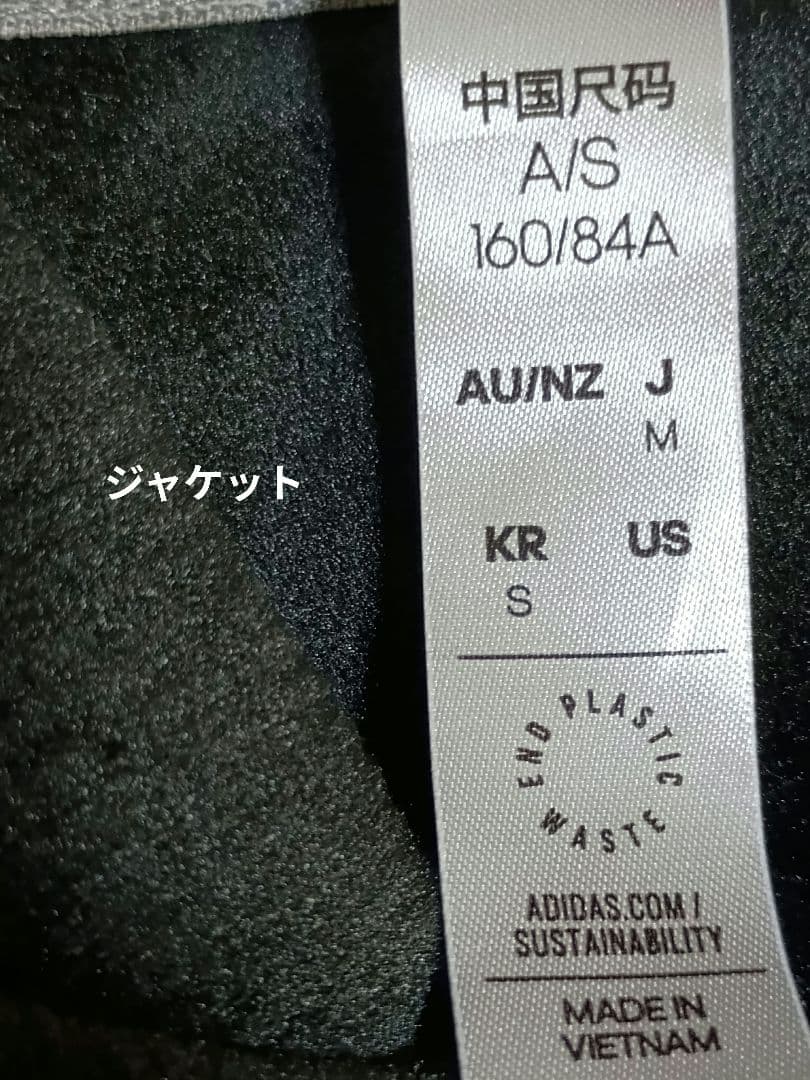 中国尺码
A/S
160/84A
AU/NZ J
M
ジャケット
KR US
S
END PLASTIC WASTE
ADIDAS.COM/
SUSTAINABILITY
MADE IN
VIETNAM